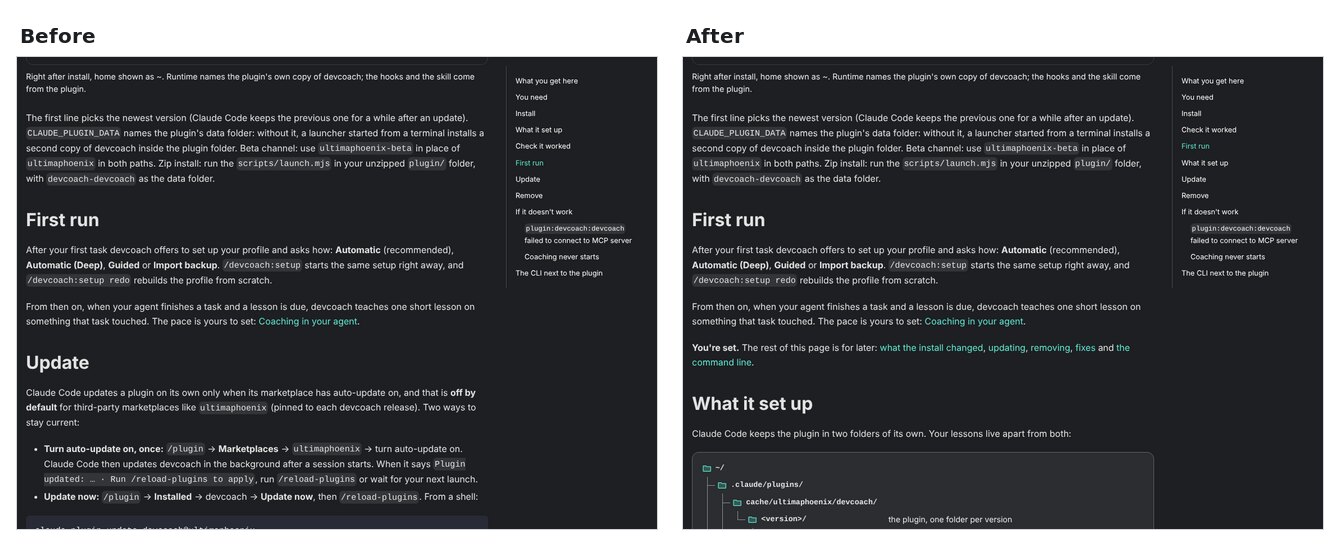 Before
Right after install, home shown as ~. Runtime names the plugin's own copy of devcoach; the hooks and the skill come
from the plugin.
The first line picks the newest version (Claude Code keeps the previous one for a while after an update).
CLAUDE_PLUGIN_DATA names the plugin's data folder: without it, a launcher started from a terminal installs a
second copy of devcoach inside the plugin folder. Beta channel: use ultimaphoenix-beta in place of
ultimaphoenix in both paths. Zip install: run the scripts/launch.mjs in your unzipped plugin/ folder,
with devcoach-devcoach as the data folder.
First run
After your first task devcoach offers to set up your profile and asks how: Automatic (recommended),
Automatic (Deep), Guided or Import backup. /devcoach:setup starts the same setup right away, and
/devcoach:setup redo rebuilds the profile from scratch.
From then on, when your agent finishes a task and a lesson is due, devcoach teaches one short lesson on
something that task touched. The pace is yours to set: Coaching in your agent.
Update
Claude Code updates a plugin on its own only when its marketplace has auto-update on, and that is off by
default for third-party marketplaces like ultimaphoenix (pinned to each devcoach release). Two ways to
stay current:
• Turn auto-update on, once: /plugin → Marketplaces → ultimaphoenix → turn auto-update on.
Claude Code then updates devcoach in the background after a session starts. When it says Plugin
updated: … · Run /reload-plugins to apply, run /reload-plugins or wait for your next launch.
• Update now: /plugin → Installed → devcoach → Update now, then /reload-plugins. From a shell:
claude plugin update devcoach@ultimaphoenix
What you get here
You need
Install
What it set up
Check it worked
First run
Update
Remove
If it doesn't work
plugin:devcoach:devcoach
failed to connect to MCP server
Coaching never starts
The CLI next to the plugin
After
Right after install, home shown as ~. Runtime names the plugin's own copy of devcoach; the hooks and the skill come
from the plugin.
The first line picks the newest version (Claude Code keeps the previous one for a while after an update).
CLAUDE_PLUGIN_DATA names the plugin's data folder: without it, a launcher started from a terminal installs a
second copy of devcoach inside the plugin folder. Beta channel: use ultimaphoenix-beta in place of
ultimaphoenix in both paths. Zip install: run the scripts/launch.mjs in your unzipped plugin/ folder,
with devcoach-devcoach as the data folder.
First run
After your first task devcoach offers to set up your profile and asks how: Automatic (recommended),
Automatic (Deep), Guided or Import backup. /devcoach:setup starts the same setup right away, and
/devcoach:setup redo rebuilds the profile from scratch.
From then on, when your agent finishes a task and a lesson is due, devcoach teaches one short lesson on
something that task touched. The pace is yours to set: Coaching in your agent.
You're set. The rest of this page is for later: what the install changed, updating, removing, fixes and the
command line.
What it set up
Claude Code keeps the plugin in two folders of its own. Your lessons live apart from both:
~/
.claude/plugins/
cache/ultimaphoenix/devcoach/
<version>/ the plugin, one folder per version
What you get here
You need
Install
Check it worked
First run
What it set up
Update
Remove
If it doesn't work
plugin:devcoach:devcoach
failed to connect to MCP server
Coaching never starts
The CLI next to the plugin